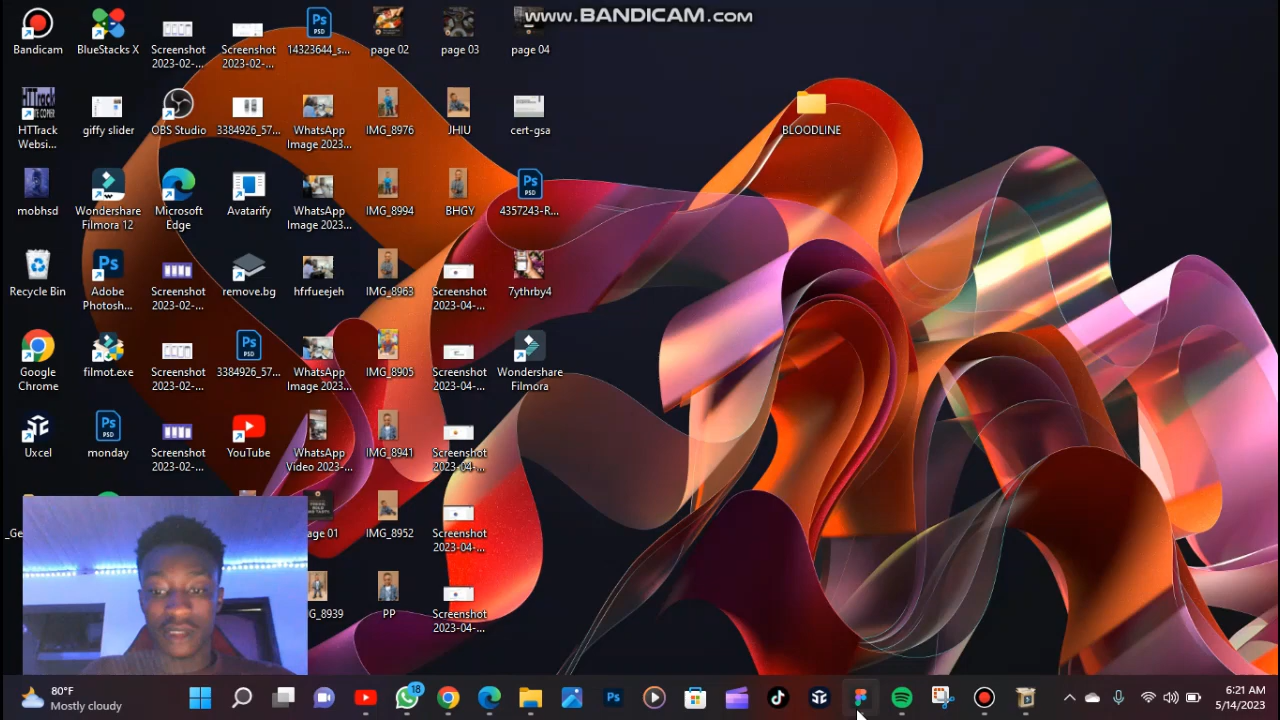 www.BANDICAM.com
Bandicam
BlueStacks X
Screenshot
2023-02-...
Screenshot
2023-02-...
14323644_s...
page 02
page 03
page 04
HTTrack
Websi...
giffy slider
OBS Studio
3384926_57...
WhatsApp
Image 2023...
IMG_8976
JHIU
cert-gsa
BLOODLINE
mobhsd
Wondershare
Filmora 12
Microsoft
Edge
Avatarify
WhatsApp
Image 2023...
IMG_8994
BHGY
4357243-R...
Recycle Bin
Adobe
Photosh...
Screenshot
2023-02-...
remove.bg
hfrfueejeh
IMG_8963
Screenshot
2023-04-...
7ythrby4
Google
Chrome
filmot.exe
Screenshot
2023-02-...
3384926_57...
WhatsApp
Image 2023...
IMG_8905
Screenshot
2023-04-...
Wondershare
Filmora
Uxcel
monday
Screenshot
2023-02-...
YouTube
WhatsApp
Video 2023-...
IMG_8941
Screenshot
2023-04-...
_Ge
age 01
IMG_8952
Screenshot
2023-04-...
G_8939
PP
Screenshot
2023-04-...
80°F
Mostly cloudy
18
6:21 AM
5/14/2023